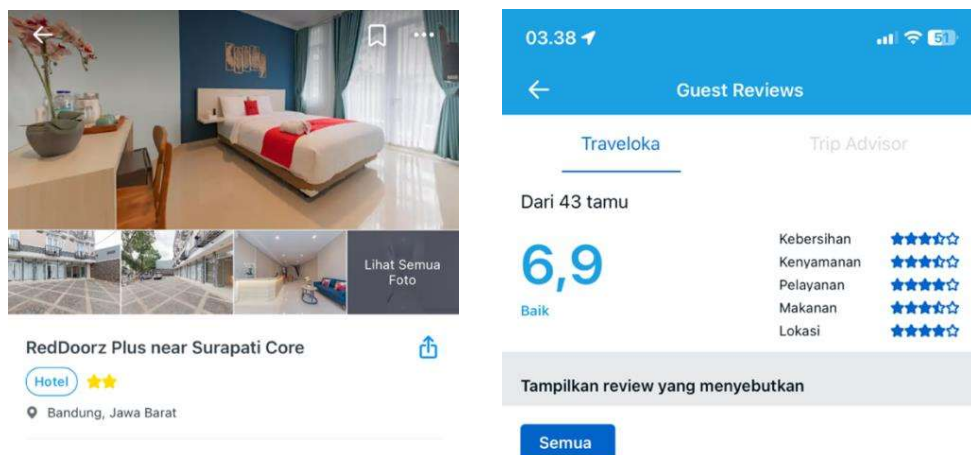 Lihat Semua
Foto
RedDoorz Plus near Surapati Core
Hotel
Bandung, Jawa Barat
03.38
51
Guest Reviews
Traveloka
Trip Advisor
Dari 43 tamu
6,9
Baik
Kebersihan
Kenyamanan
Pelayanan
Makanan
Lokasi
Tampilkan review yang menyebutkan
Semua